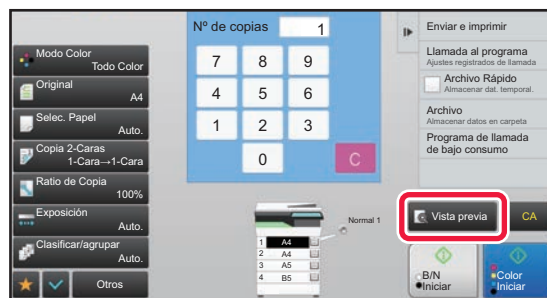 Modo Color
Todo Color
Original
A4
Selec. Papel
Auto.
Copia 2-Caras
1-Cara→1-Cara
Ratio de Copia
100%
Exposición
Auto.
Clasificar/agrupar
Auto.
Otros
Nº de copias
1
7 8 9
4 5 6
1 2 3
0 C
Normal 1
1 A4
2 A4
3 A5
4 B5
Enviar e imprimir
Llamada al programa
Ajustes registrados de llamada
Archivo Rápido
Almacenar dat. temporal.
Archivo
Almacenar datos en carpeta
Programa de llamada
de bajo consumo
Vista previa
CA
B/N
Iniciar
Color
Iniciar